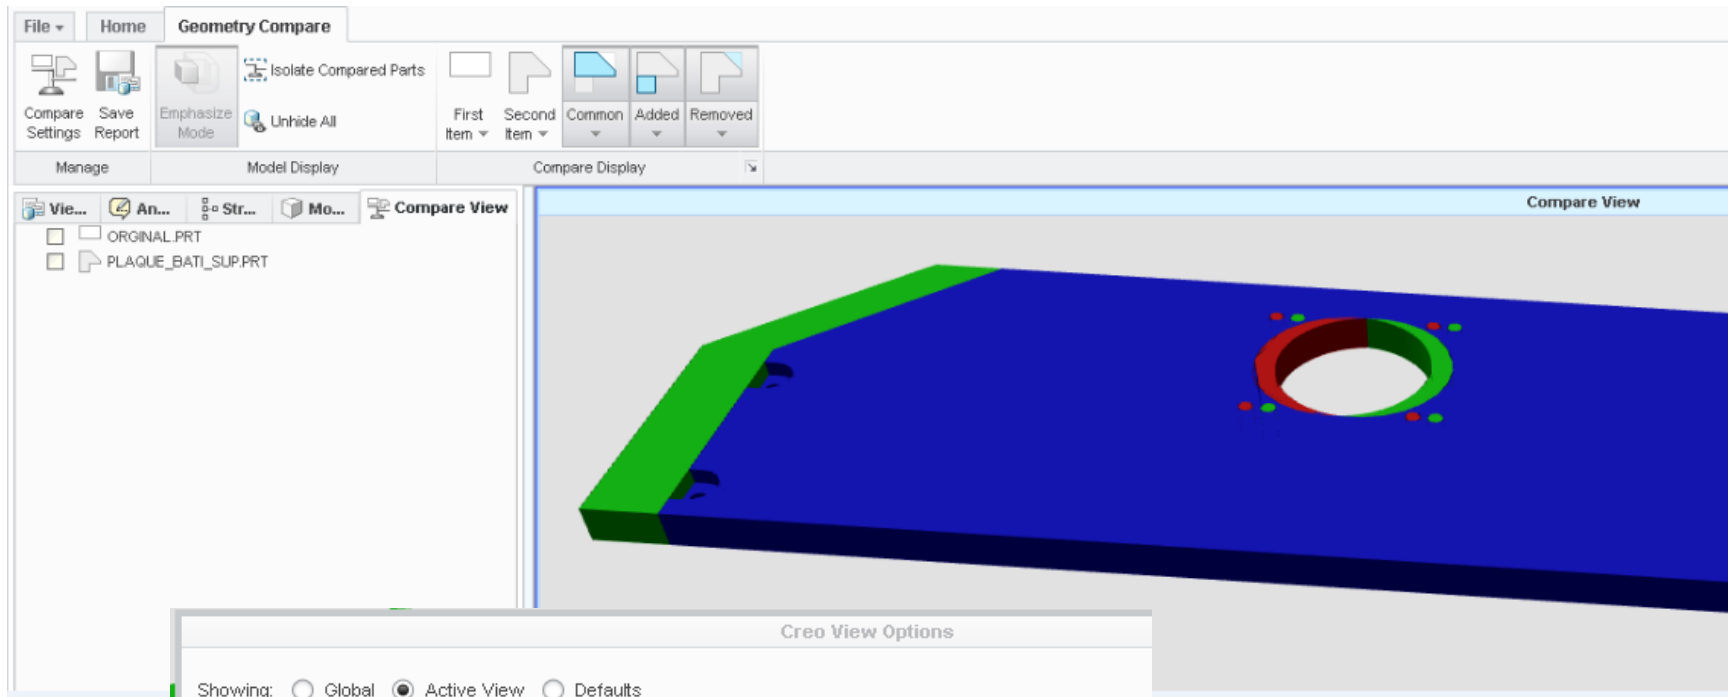 File Home Geometry Compare
Isolate Compared Parts
Compare Settings Save Report Emphasize Mode Unhide All First Item Second Item Common Added Removed
Manage Model Display Compare Display
Vie... An... Str... Mo... Compare View
Compare View
ORGINAL.PRT
PLAQUE_BATI_SUP.PRT
Creo View Options
Showing: Global Active View Defaults